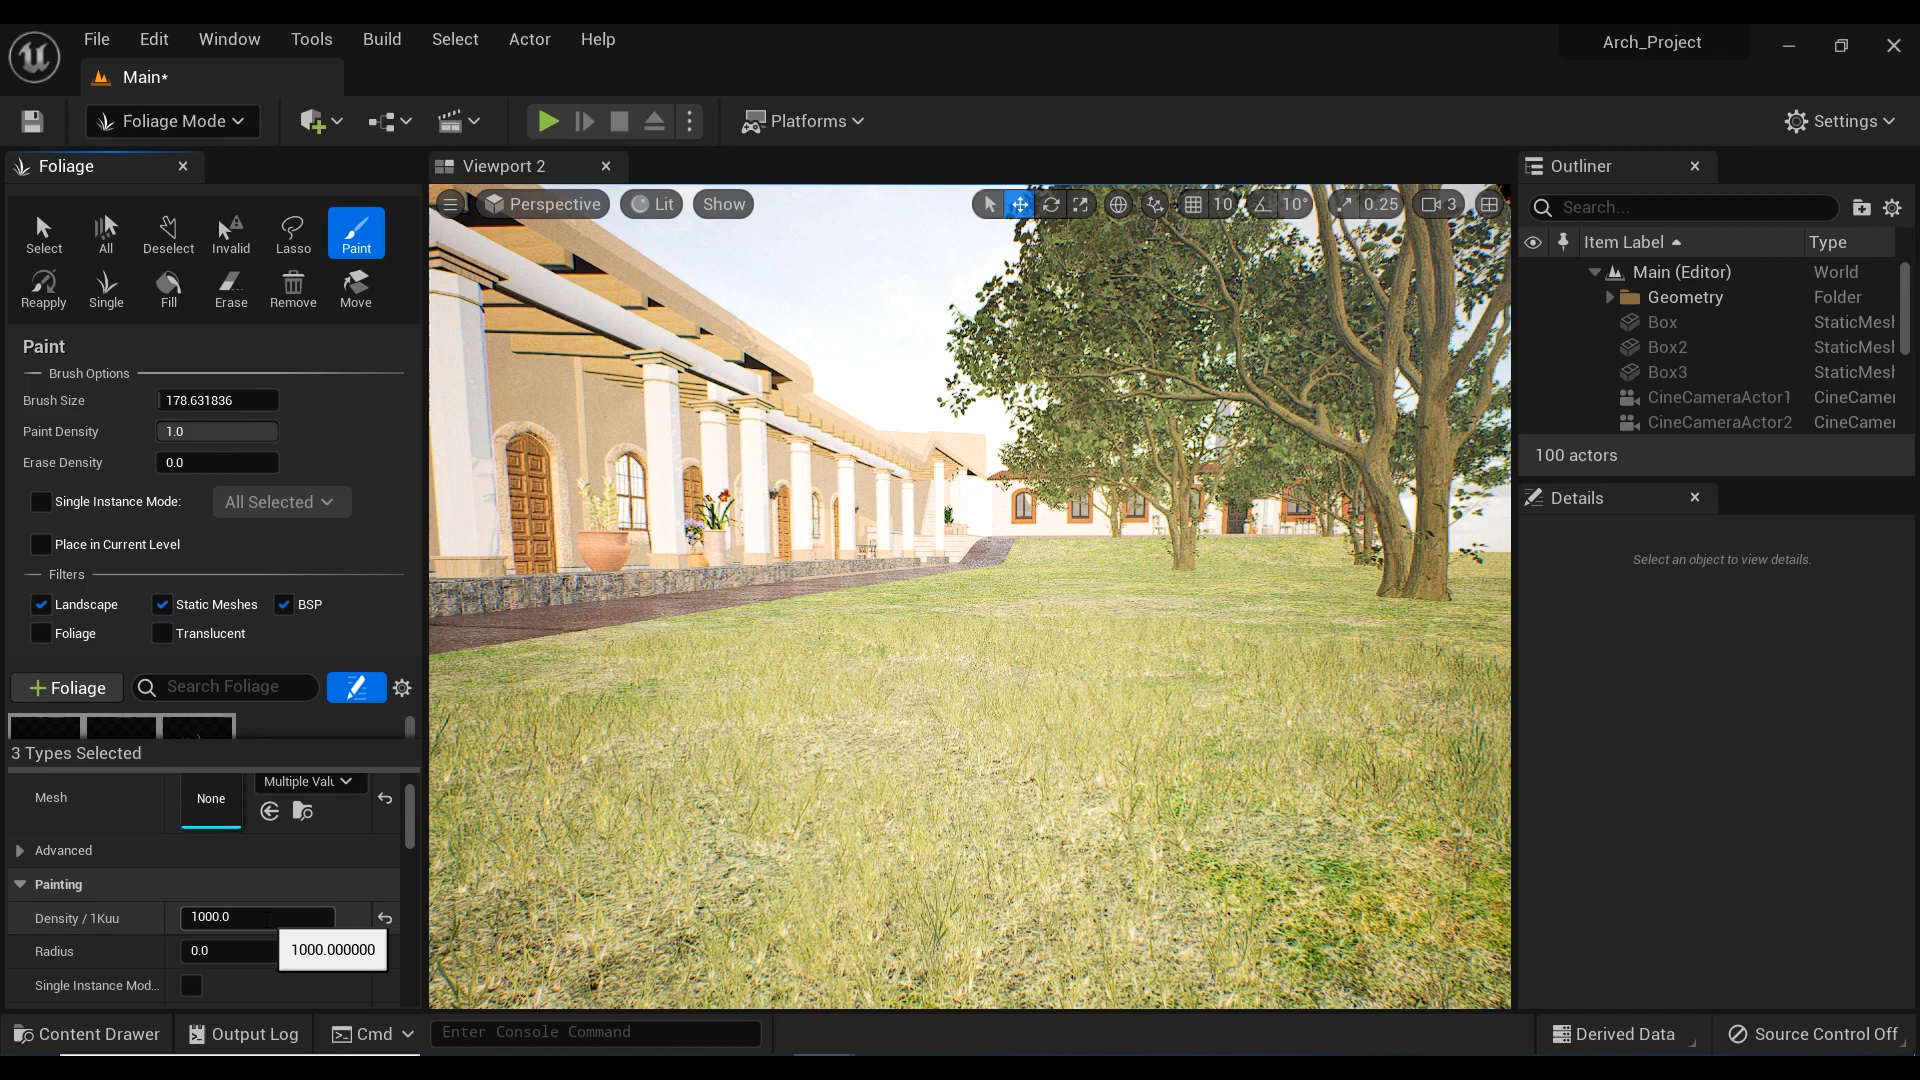 File Edit Window Tools Build Select Actor Help
Arch_Project
Main*
Foliage Mode
Platforms
Settings
Foliage
Viewport 2
Outliner
Select All Deselect Invalid Lasso Paint
Reapply Single Fill Erase Remove Move
Perspective Lit Show 10 10° 0.25 3
Search...
Item Label Type
Main (Editor) World
Geometry Folder
Box StaticMesh
Box2 StaticMesh
Box3 StaticMesh
CineCameraActor1 CineCamer
CineCameraActor2 CineCamer
100 actors
Details
Select an object to view details.
Paint
Brush Options
Brush Size 178.631836
Paint Density 1.0
Erase Density 0.0
Single Instance Mode: All Selected
Place in Current Level
Filters
Landscape Static Meshes BSP
Foliage Translucent
+ Foliage Search Foliage
3 Types Selected
Mesh None Multiple Valu
Advanced
Painting
Density / 1Kuu 1000.0
Radius 0.0 1000.000000
Single Instance Mod...
Content Drawer Output Log Cmd Enter Console Command Derived Data Source Control Off